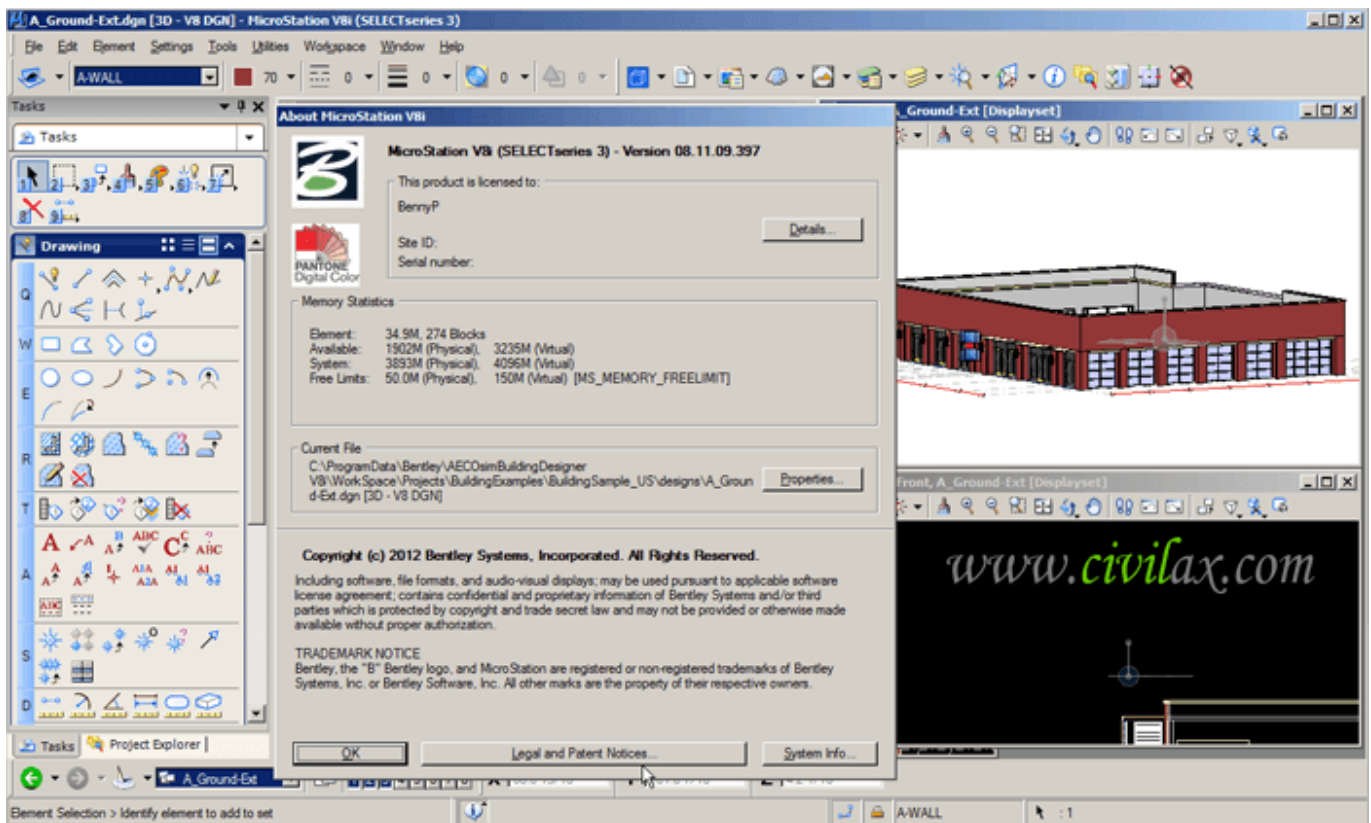 A_Ground-Ext.dgn [3D - V8 DGN] - MicroStation V8i (SELECTseries 3)
File Edit Element Settings Tools Utilities Workspace Window Help
A-WALL 70 0 0 0 0
Tasks
Tasks
1 2 3 4 5 6 7
8 9
Drawing
Q
W
E
R
T
A
S
D
Tasks Project Explorer
About MicroStation V8i
MicroStation V8i (SELECTseries 3) - Version 08.11.09.397
This product is licensed to:
BennyP
Details...
Site ID:
Serial number:
PANTONE
Digital Color
Memory Statistics
Element: 34.9M, 274 Blocks
Available: 1902M (Physical), 3235M (Virtual)
System: 3893M (Physical), 4096M (Virtual)
Free Limits: 50.0M (Physical), 150M (Virtual) [MS_MEMORY_FREELIMIT]
Current File
C:\ProgramData\Bentley\AECOsimBuildingDesigner
V8i\WorkSpace\Projects\BuildingExamples\BuildingSample_US\designs\A_Groun
d-Ext.dgn [3D - V8 DGN]
Properties...
Copyright (c) 2012 Bentley Systems, Incorporated. All Rights Reserved.
Including software, file formats, and audio-visual displays; may be used pursuant to applicable software
license agreement; contains confidential and proprietary information of Bentley Systems and/or third
parties which is protected by copyright and trade secret law and may not be provided or otherwise made
available without proper authorization.
TRADEMARK NOTICE
Bentley, the "B" Bentley logo, and MicroStation are registered or non-registered trademarks of Bentley
Systems, Inc. or Bentley Software, Inc. All other marks are the property of their respective owners.
OK Legal and Patent Notices... System Info...
_Ground-Ext [Displayset]
Front, A_Ground-Ext [Displayset]
www.civilax.com
A_Ground-Ext
Element Selection > Identify element to add to set
A-WALL
: 1